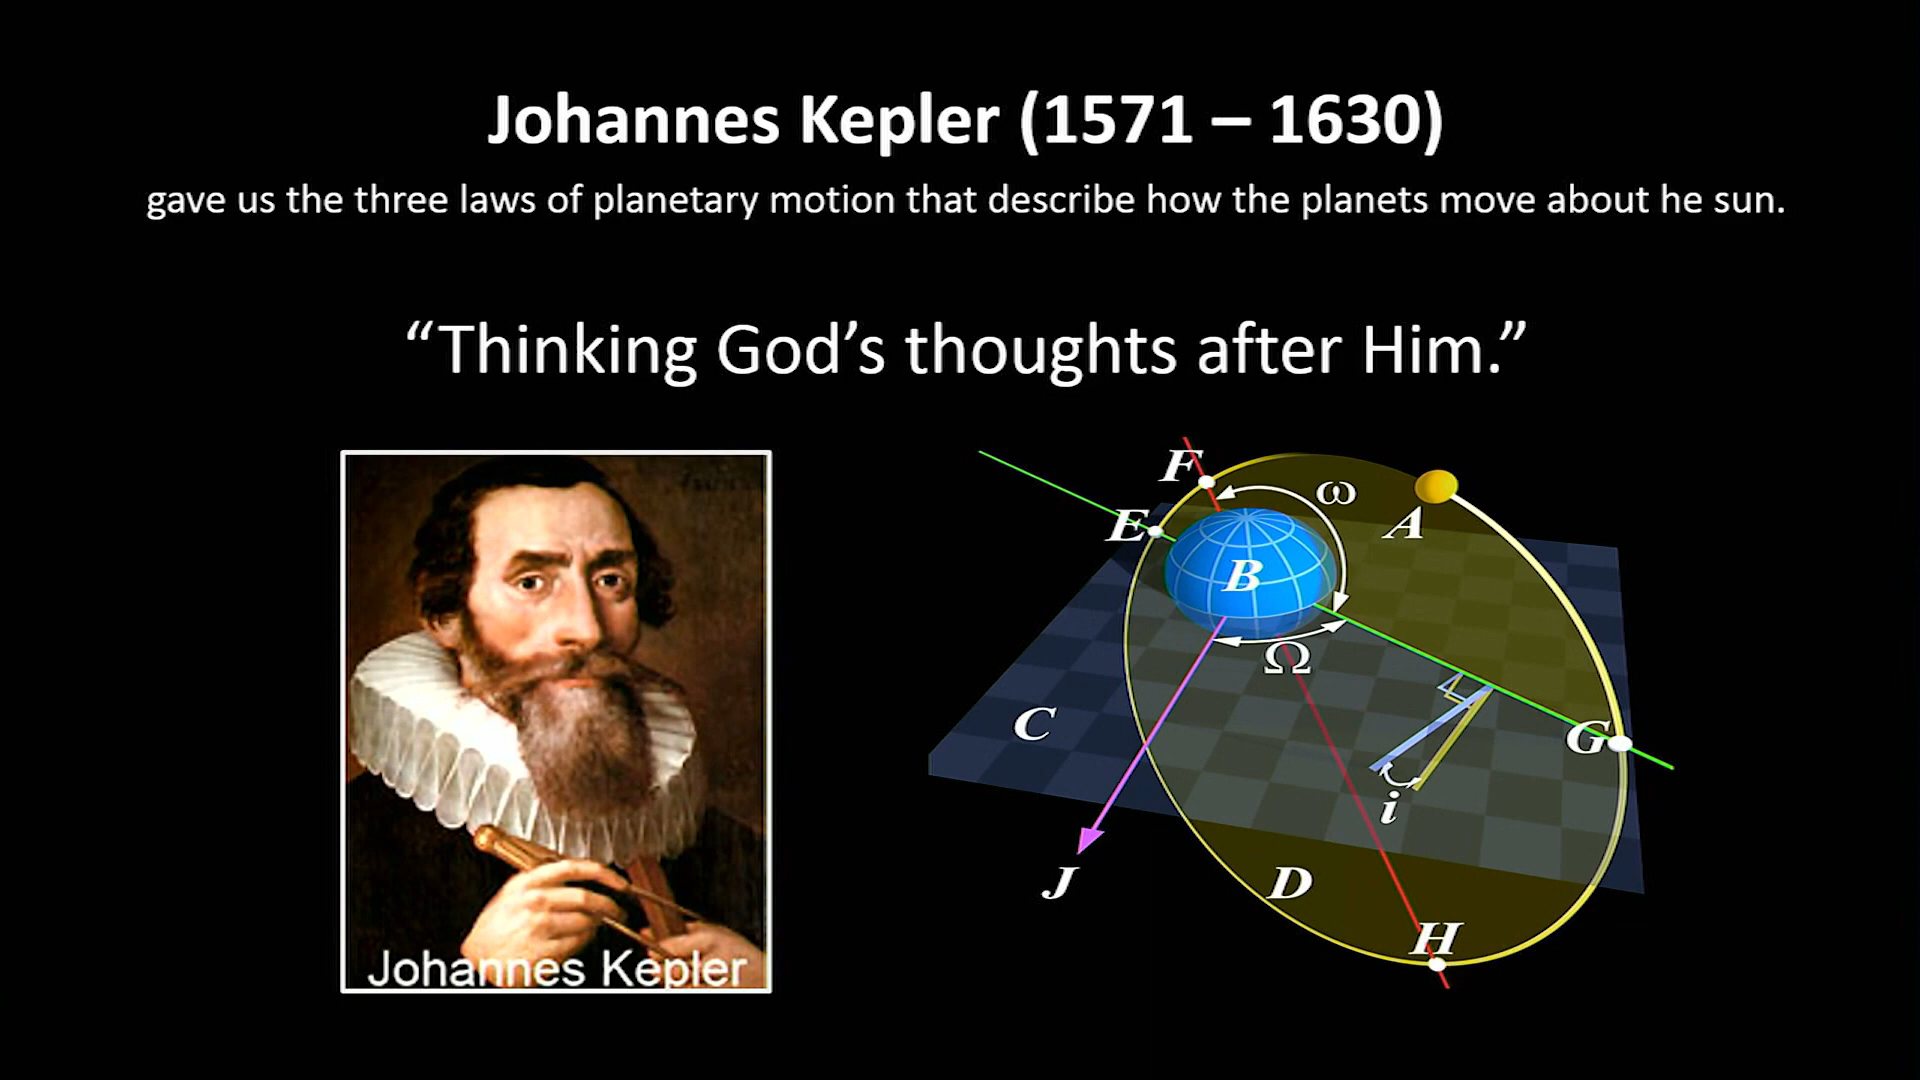 Johannes Kepler (1571 – 1630)
gave us the three laws of planetary motion that describe how the planets move about he sun.
“Thinking God’s thoughts after Him.”
F
ω
E
A
B
Ω
C
G
i
J
D
H
Johannes Kepler